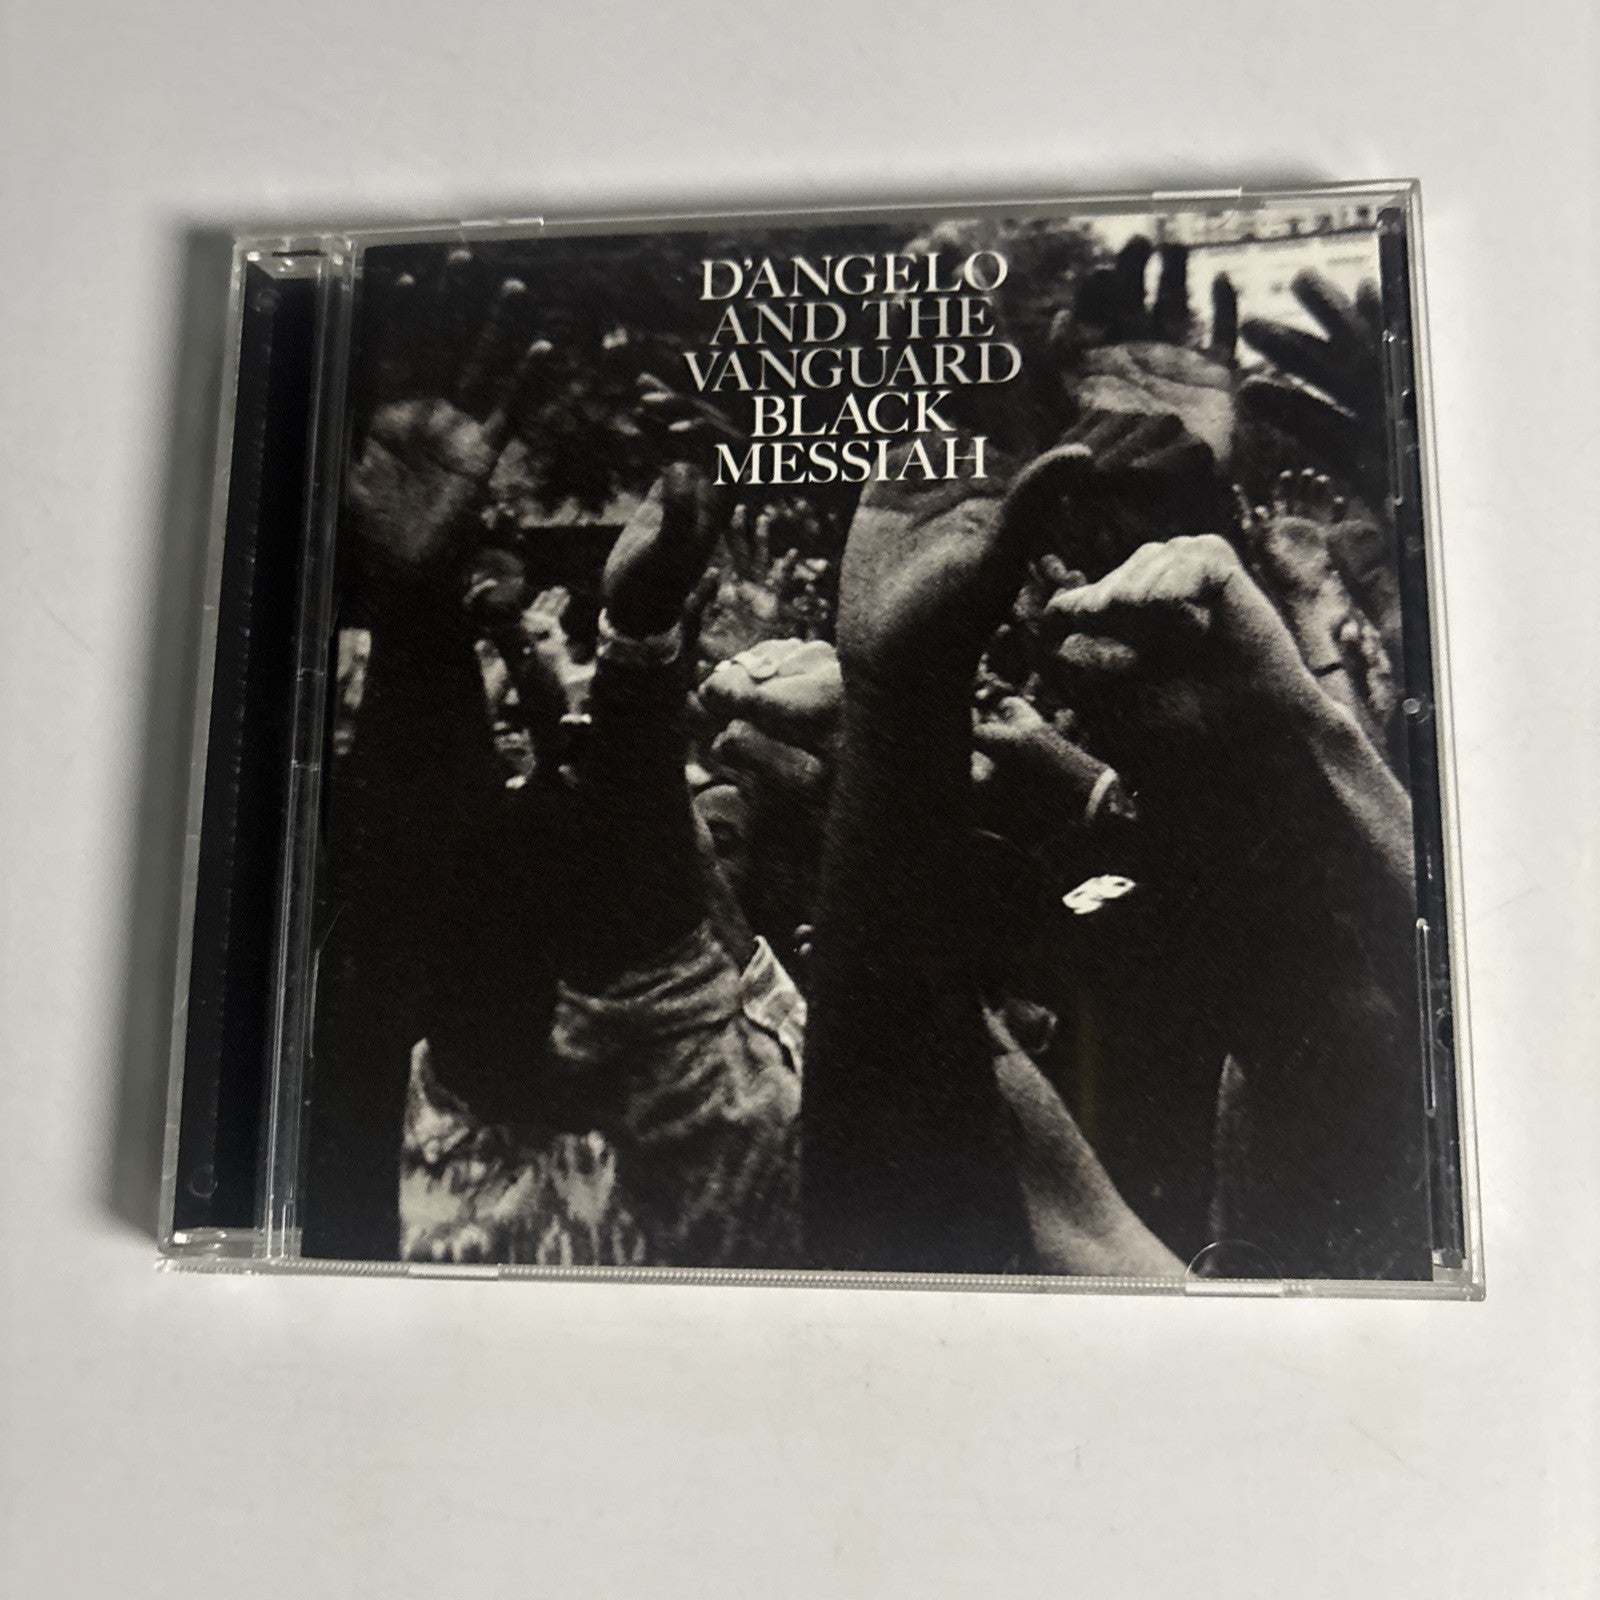 D'ANGELO
AND THE
VANGUARD
BLACK
MESSIAH